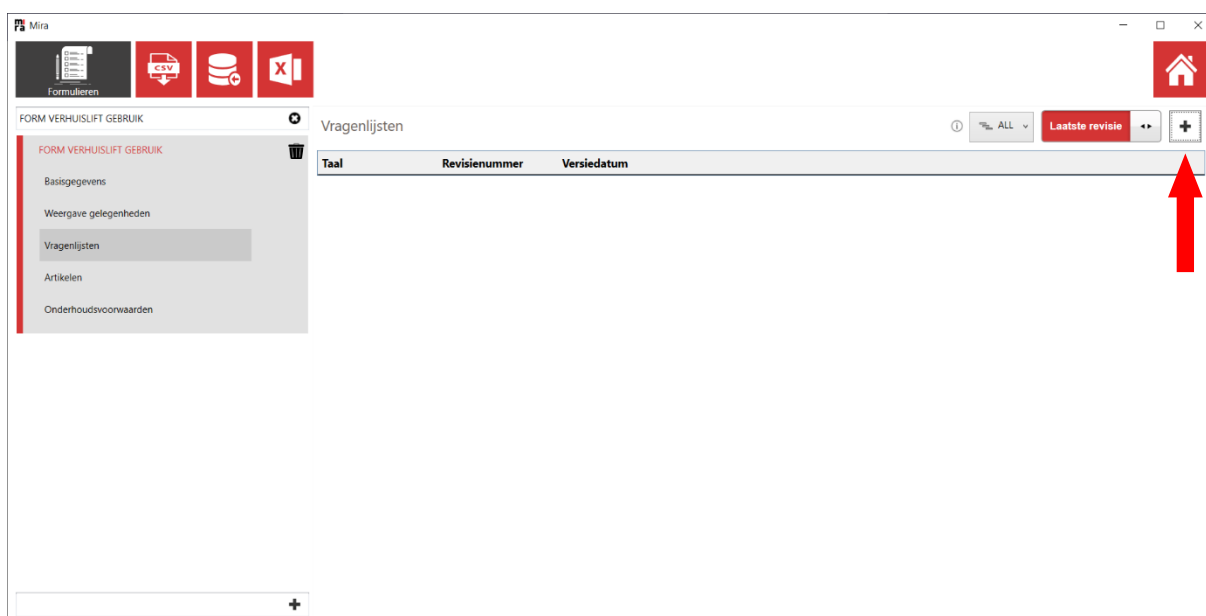 mira Mira
Formulieren
CSV
X
FORM VERHUISLIFT GEBRUIK
Vragenlijsten
ALL
Laatste revisie
FORM VERHUISLIFT GEBRUIK
Taal Revisienummer Versiedatum
Basisgegevens
Weergave gelegenheden
Vragenlijsten
Artikelen
Onderhoudsvoorwaarden